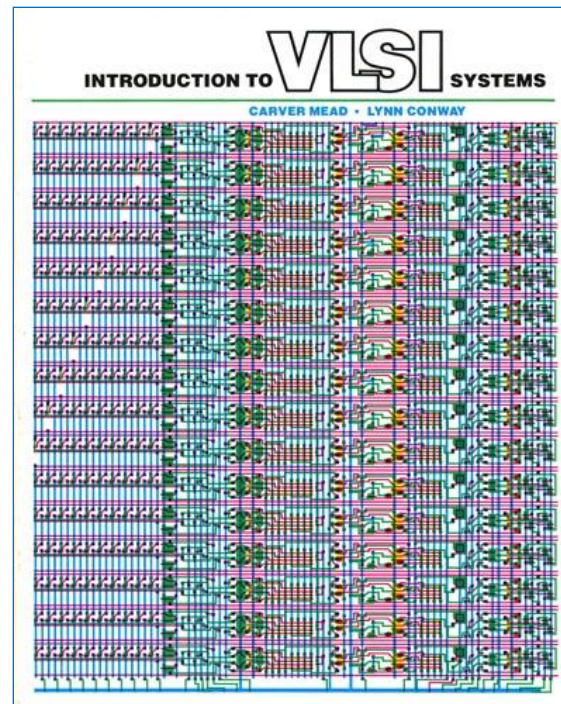 INTRODUCTION TO VLSI SYSTEMS
CARVER MEAD • LYNN CONWAY